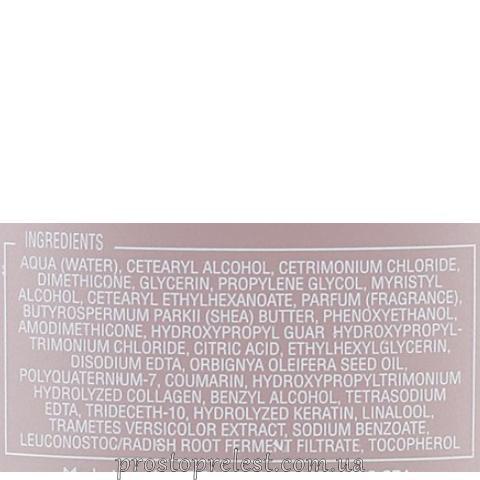 INGREDIENTS
AQUA (WATER), CETEARYL ALCOHOL, CETRIMONIUM CHLORIDE,
DIMETHICONE, GLYCERIN, PROPYLENE GLYCOL, MYRISTYL
ALCOHOL, CETEARYL ETHYLHEXANOATE, PARFUM (FRAGRANCE),
BUTYROSPERMUM PARKII (SHEA) BUTTER, PHENOXYETHANOL,
AMODIMETHICONE, HYDROXYPROPYL GUAR HYDROXYPROPYL-
TRIMONIUM CHLORIDE, CITRIC ACID, ETHYLHEXYLGLYCERIN,
DISODIUM EDTA, ORBIGNYA OLEIFERA SEED OIL,
POLYQUATERNIUM-7, COUMARIN, HYDROXYPROPYLTRIMONIUM
HYDROLYZED COLLAGEN, BENZYL ALCOHOL, TETRASODIUM
EDTA, TRIDECETH-10, HYDROLYZED KERATIN, LINALOOL,
TRAMETES VERSICOLOR EXTRACT, SODIUM BENZOATE,
LEUCONOSTOC/RADISH ROOT FERMENT FILTRATE, TOCOPHEROL
prostoprelest.com.ua